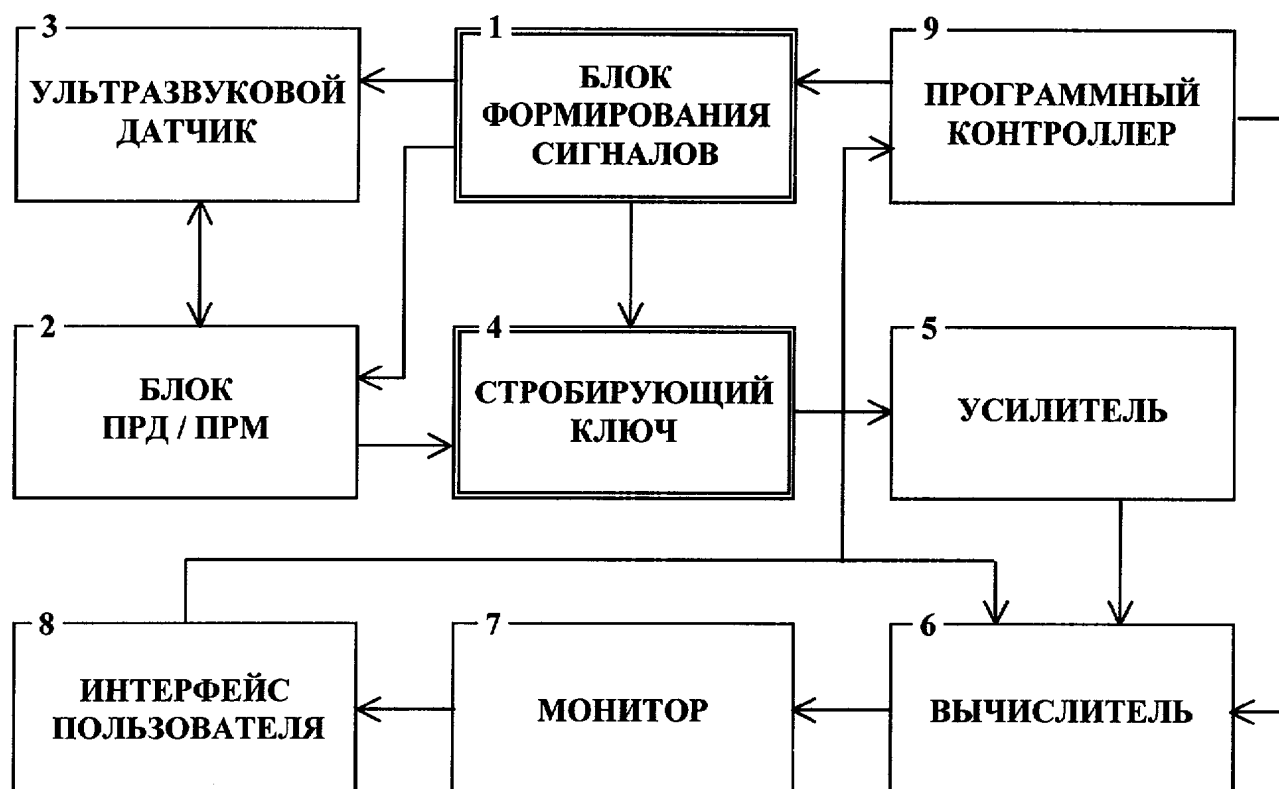 3
УЛЬТРАЗВУКОВОЙ
ДАТЧИК
1
БЛОК
ФОРМИРОВАНИЯ
СИГНАЛОВ
9
ПРОГРАММНЫЙ
КОНТРОЛЛЕР
2
БЛОК
ПРД / ПРМ
4
СТРОБИРУЮЩИЙ
КЛЮЧ
5
УСИЛИТЕЛЬ
8
ИНТЕРФЕЙС
ПОЛЬЗОВАТЕЛЯ
7
МОНИТОР
6
ВЫЧИСЛИТЕЛЬ